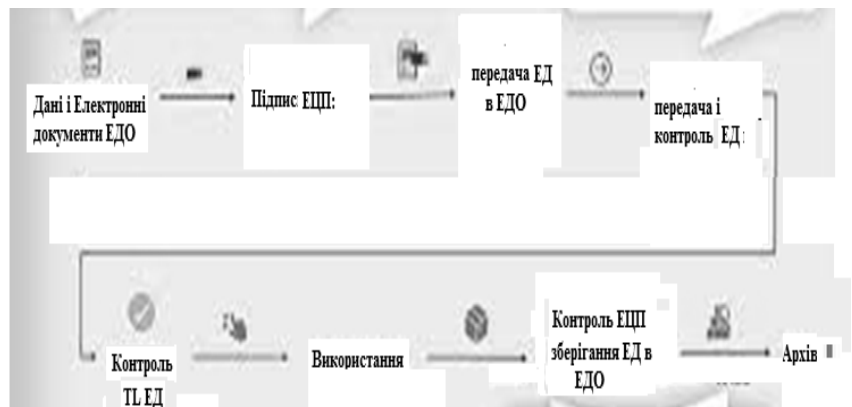 Дані і Електронні
документи ЕДО
Підпис ЕЦП:
передача ЕД
в ЕДО
передача і
контроль ЕД
Контроль
TL ЕД
Використання
Контроль ЕЦП
зберігання ЕД в
ЕДО
Архів